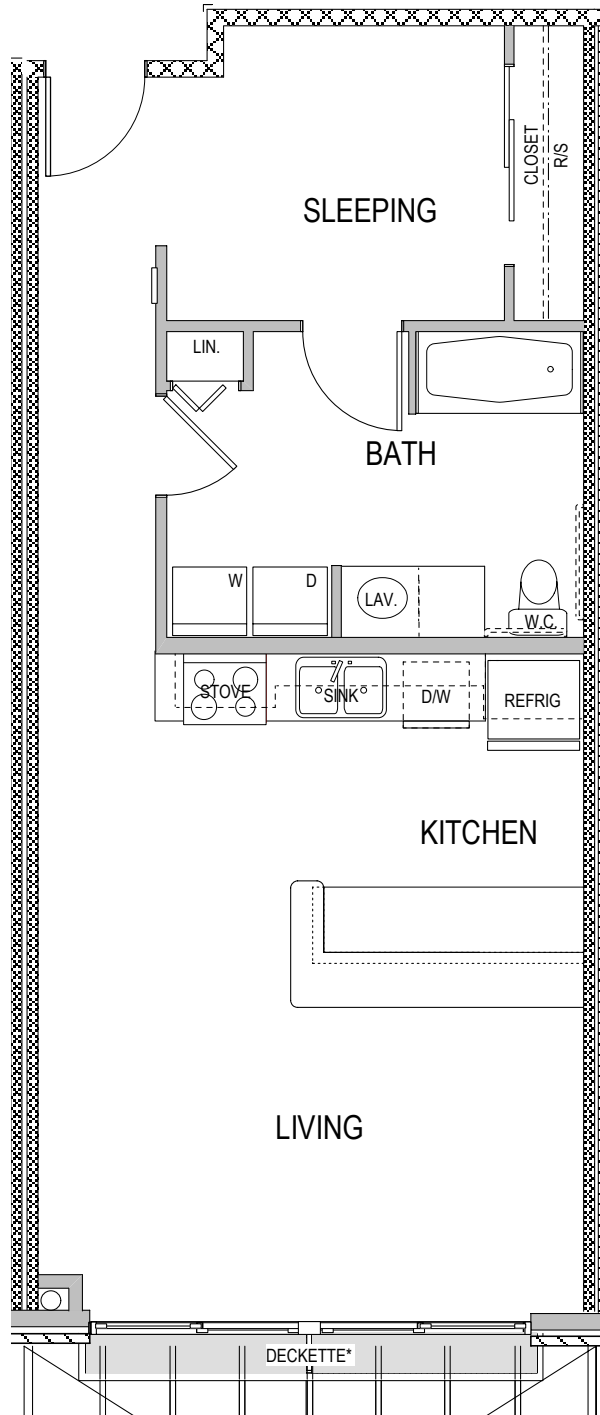 CLOSET
R/S
SLEEPING
LIN.
BATH
W
D
LAV.
W.C.
STOVE
SINK
D/W
REFRIG
KITCHEN
LIVING
DECKETTE*